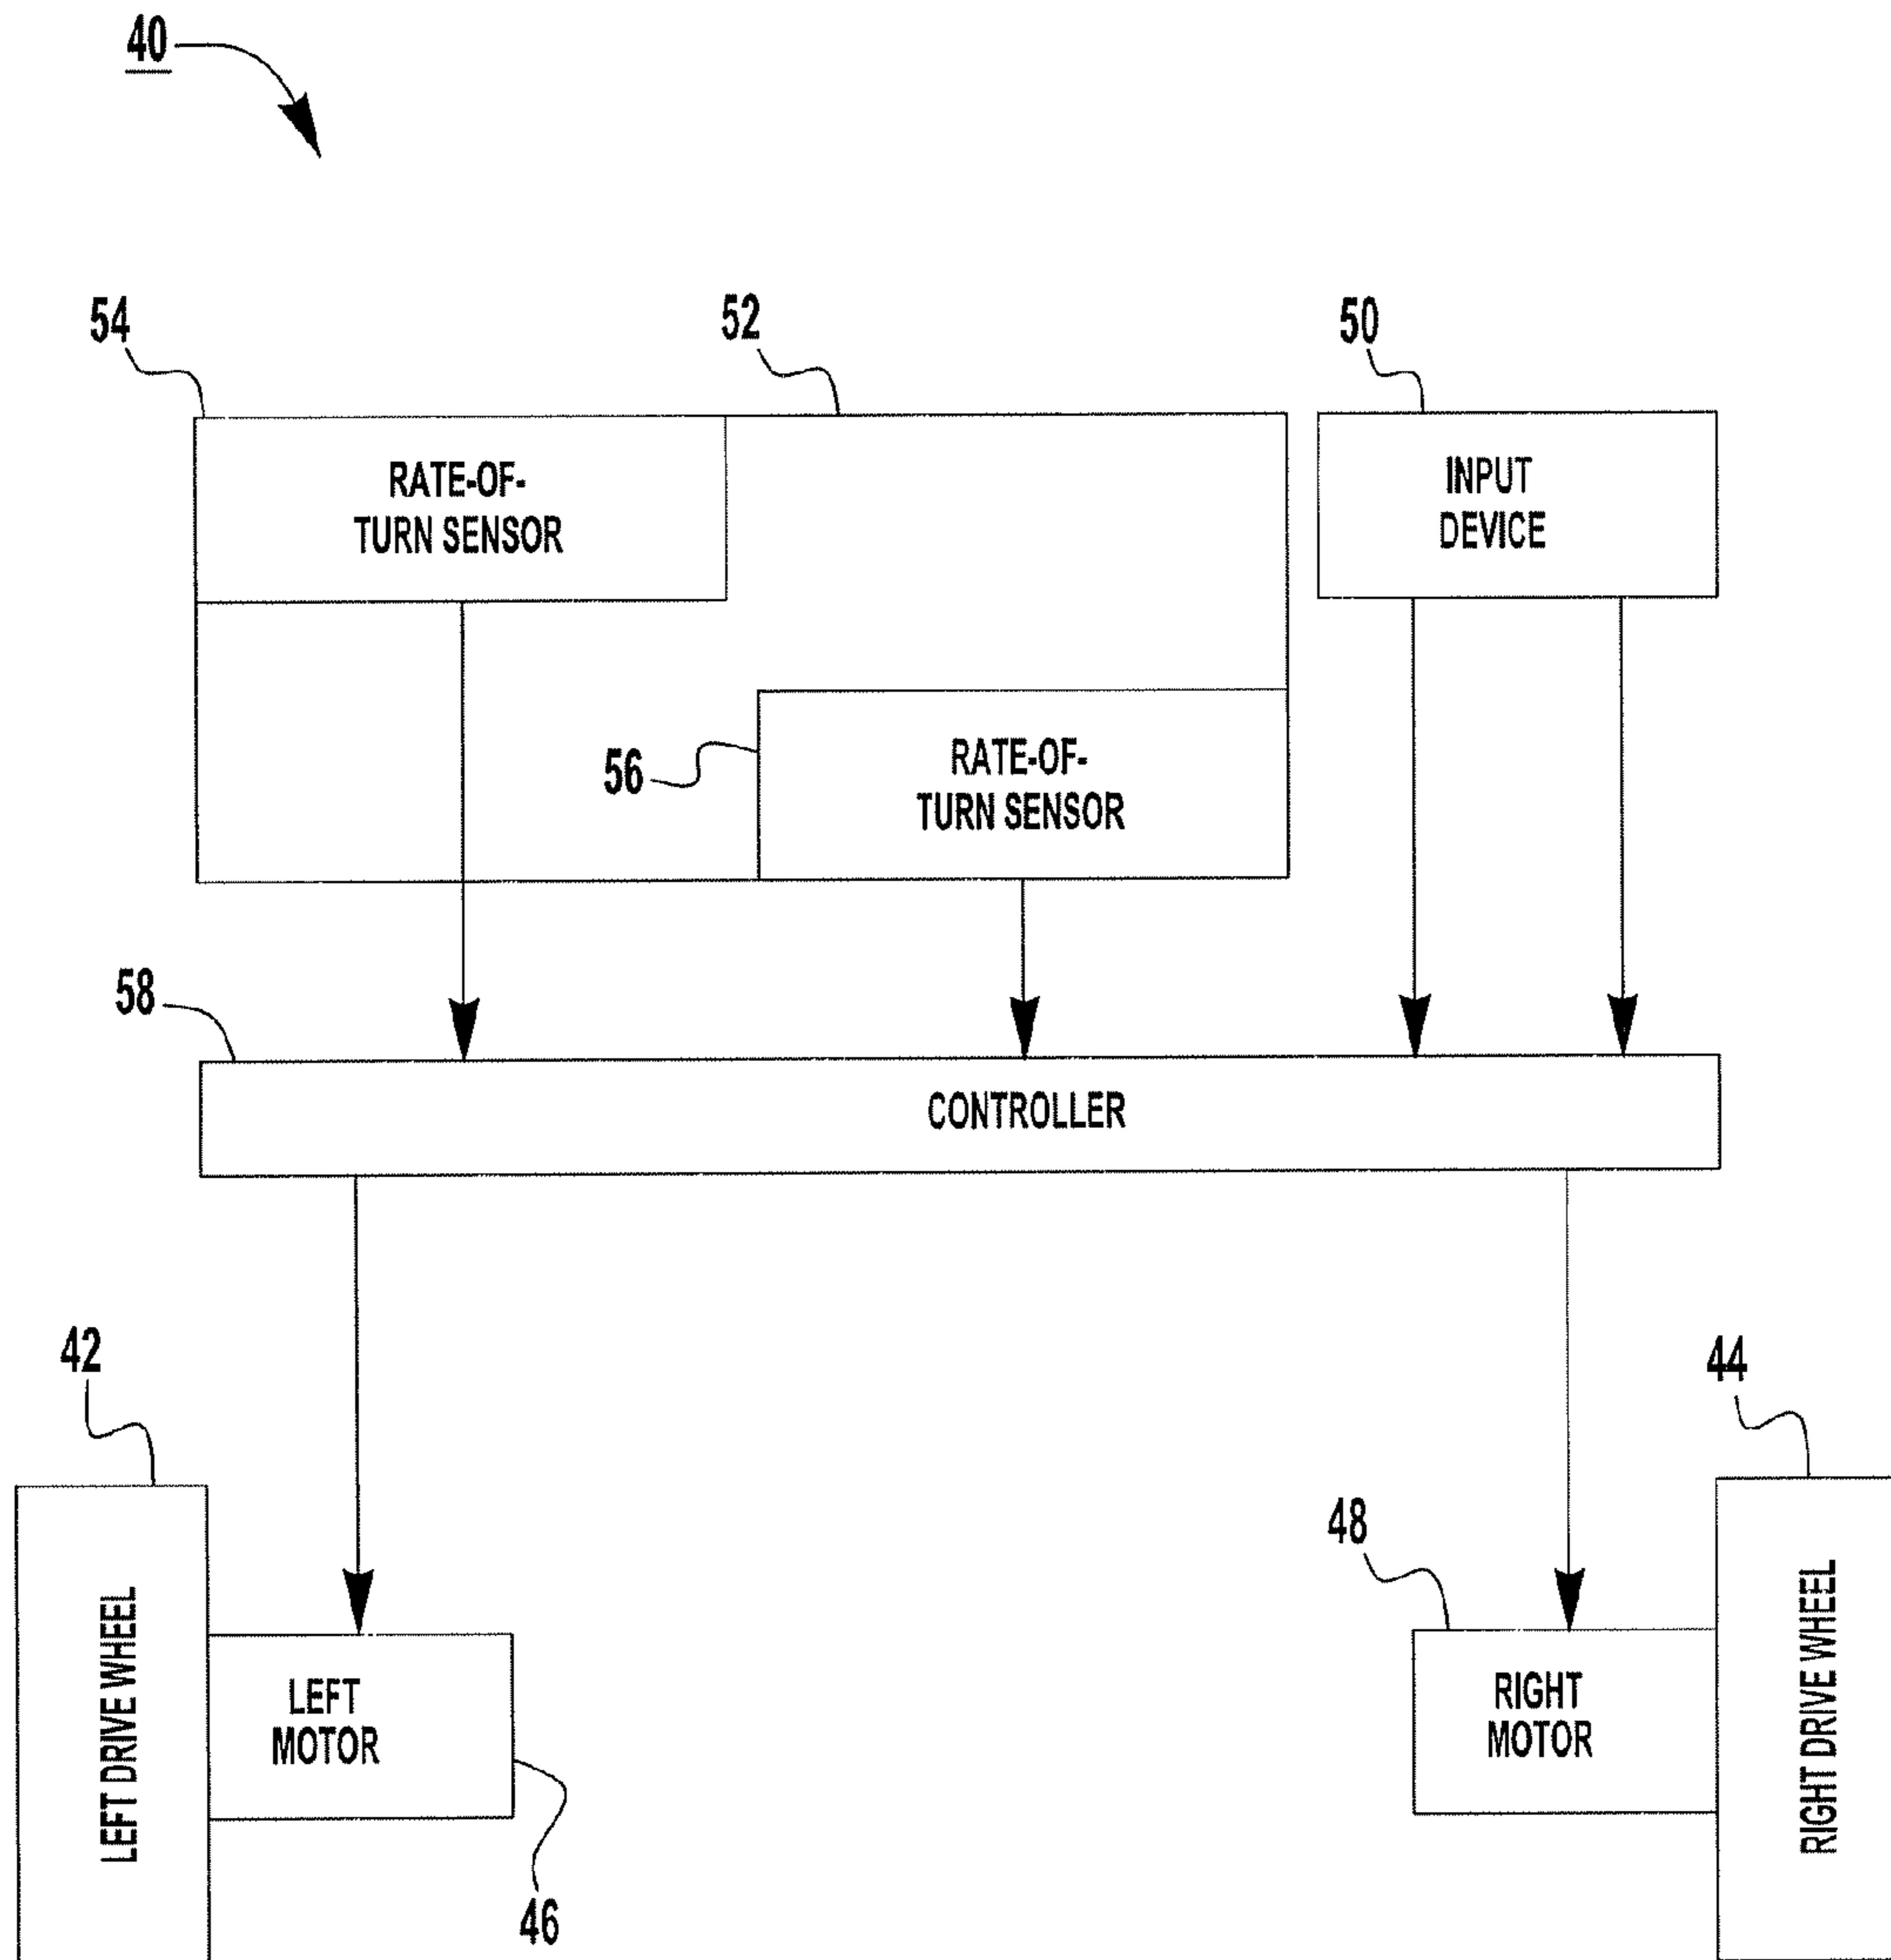 40
54
52
50
RATE-OF-
TURN SENSOR
INPUT
DEVICE
56
RATE-OF-
TURN SENSOR
58
CONTROLLER
42
44
48
LEFT DRIVE WHEEL
LEFT
MOTOR
RIGHT
MOTOR
RIGHT DRIVE WHEEL
46